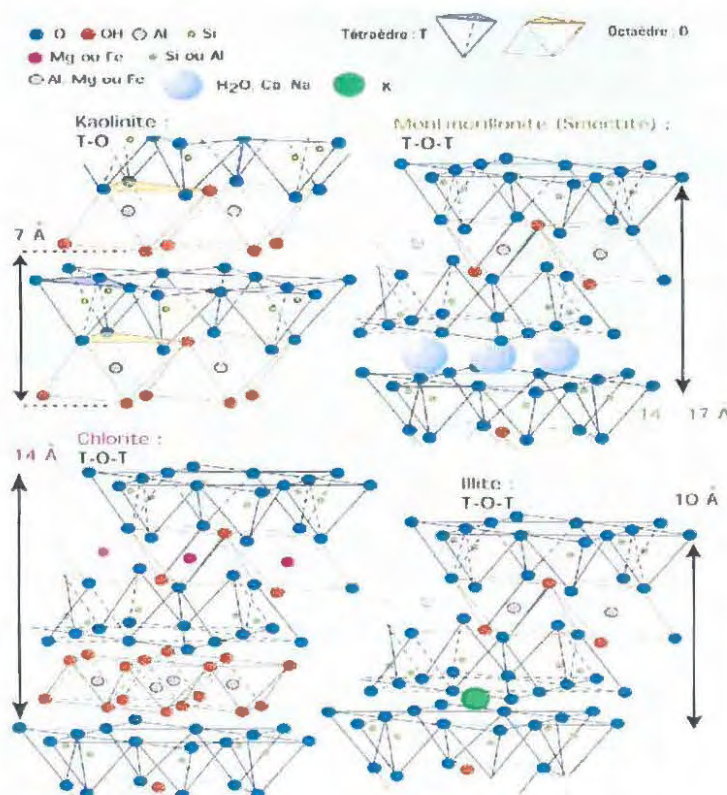 O OH Al Si
Tétraèdre : T
Octaèdre : O
Mg ou Fe Si ou Al
Al, Mg ou Fe H2O, Ca, Na K
Kaolinite :
T-O
Montmorillonite (Smectite) :
T-O-T
7 Å
14 17 Å
Chlorite :
14 Å
T-O-T
Illite :
T-O-T
10 Å